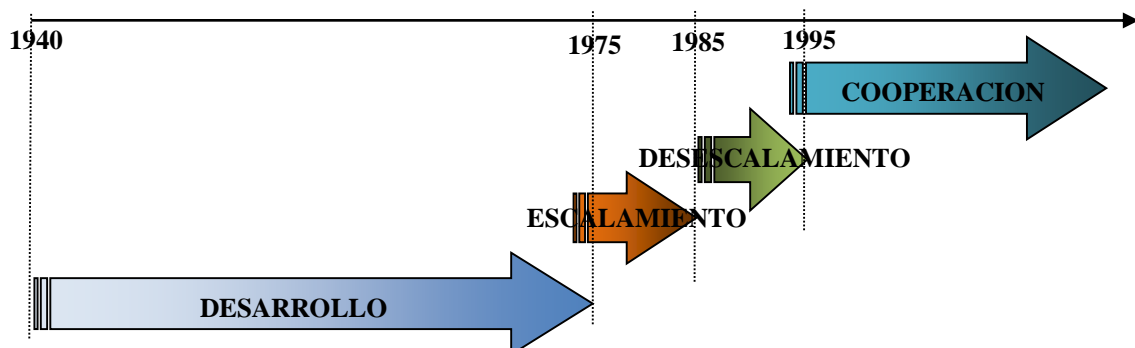 1940
1975
1985
1995
COOPERACION
DESESCALAMIENTO
ESCALAMIENTO
DESARROLLO